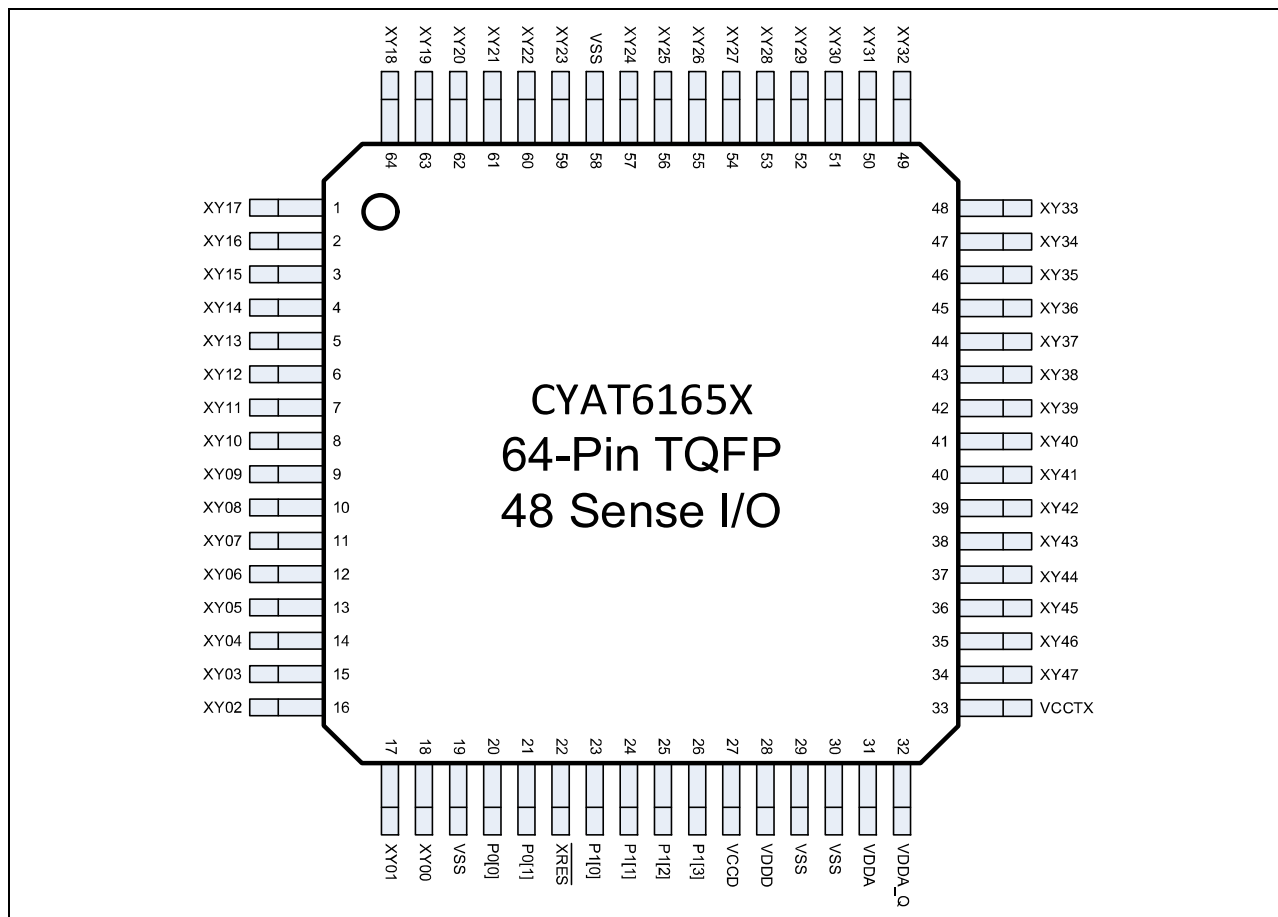 XY18 XY19 XY20 XY21 XY22 XY23 VSS XY24 XY25 XY26 XY27 XY28 XY29 XY30 XY31 XY32
64 63 62 61 60 59 58 57 56 55 54 53 52 51 50 49
XY17 1 48 XY33
XY16 2 47 XY34
XY15 3 46 XY35
XY14 4 45 XY36
XY13 5 44 XY37
XY12 6 43 XY38
XY11 7 42 XY39
XY10 8 41 XY40
XY09 9 40 XY41
XY08 10 39 XY42
XY07 11 38 XY43
XY06 12 37 XY44
XY05 13 36 XY45
XY04 14 35 XY46
XY03 15 34 XY47
XY02 16 33 VCCTX
CYAT6165X
64-Pin TQFP
48 Sense I/O
17 18 19 20 21 22 23 24 25 26 27 28 29 30 31 32
XY01 XY00 VSS P0[0] P0[1] XRES P1[0] P1[1] P1[2] P1[3] VCCD VDDD VSS VSS VDDA VDDA_Q